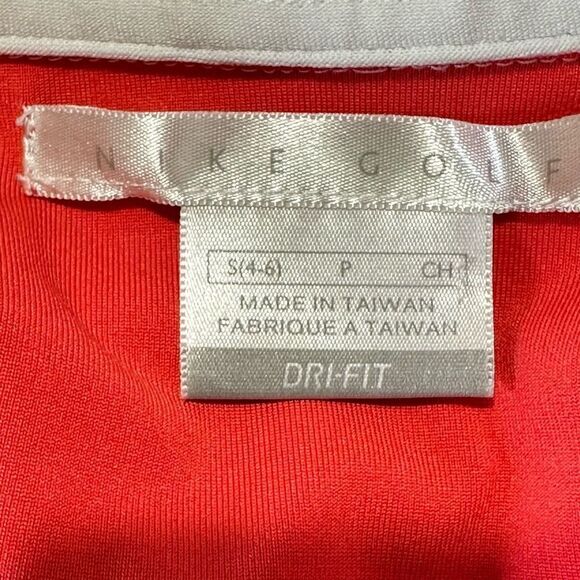 NIKE GOLF
S(4-6) P CH
MADE IN TAIWAN
FABRIQUE A TAIWAN
DRI-FIT